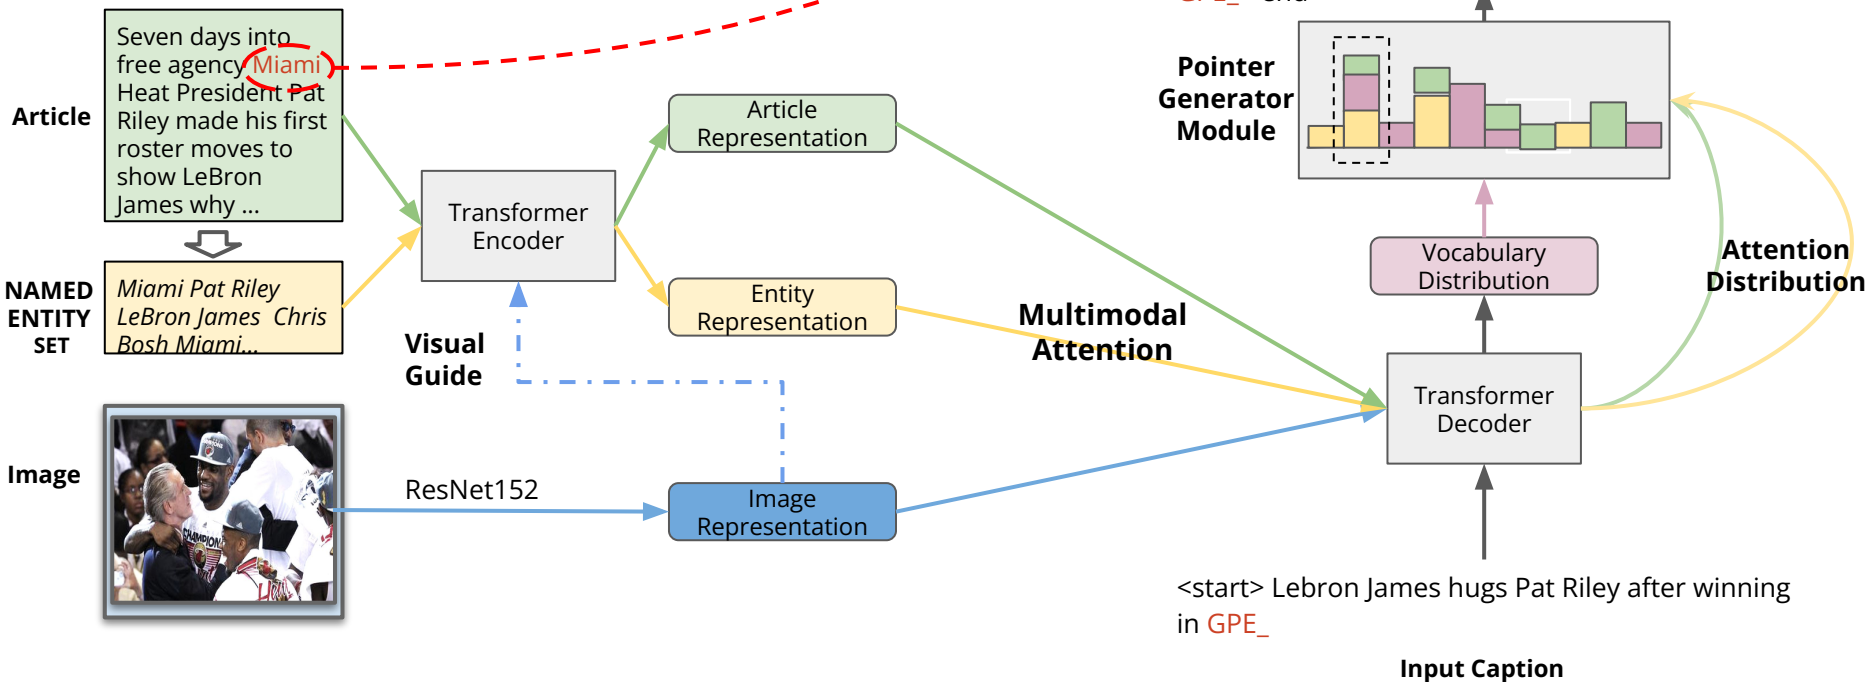 Seven days into
free agency Miami
Heat President Pat
Riley made his first
roster moves to
show LeBron
James why ...
Article
NAMED
ENTITY
SET
Miami Pat Riley
LeBron James Chris
Bosh Miami...
Image
Transformer
Encoder
Visual
Guide
ResNet152
Article
Representation
Entity
Representation
Image
Representation
Multimodal
Attention
Pointer
Generator
Module
Vocabulary
Distribution
Attention
Distribution
Transformer
Decoder
<start> Lebron James hugs Pat Riley after winning
in GPE_
Input Caption